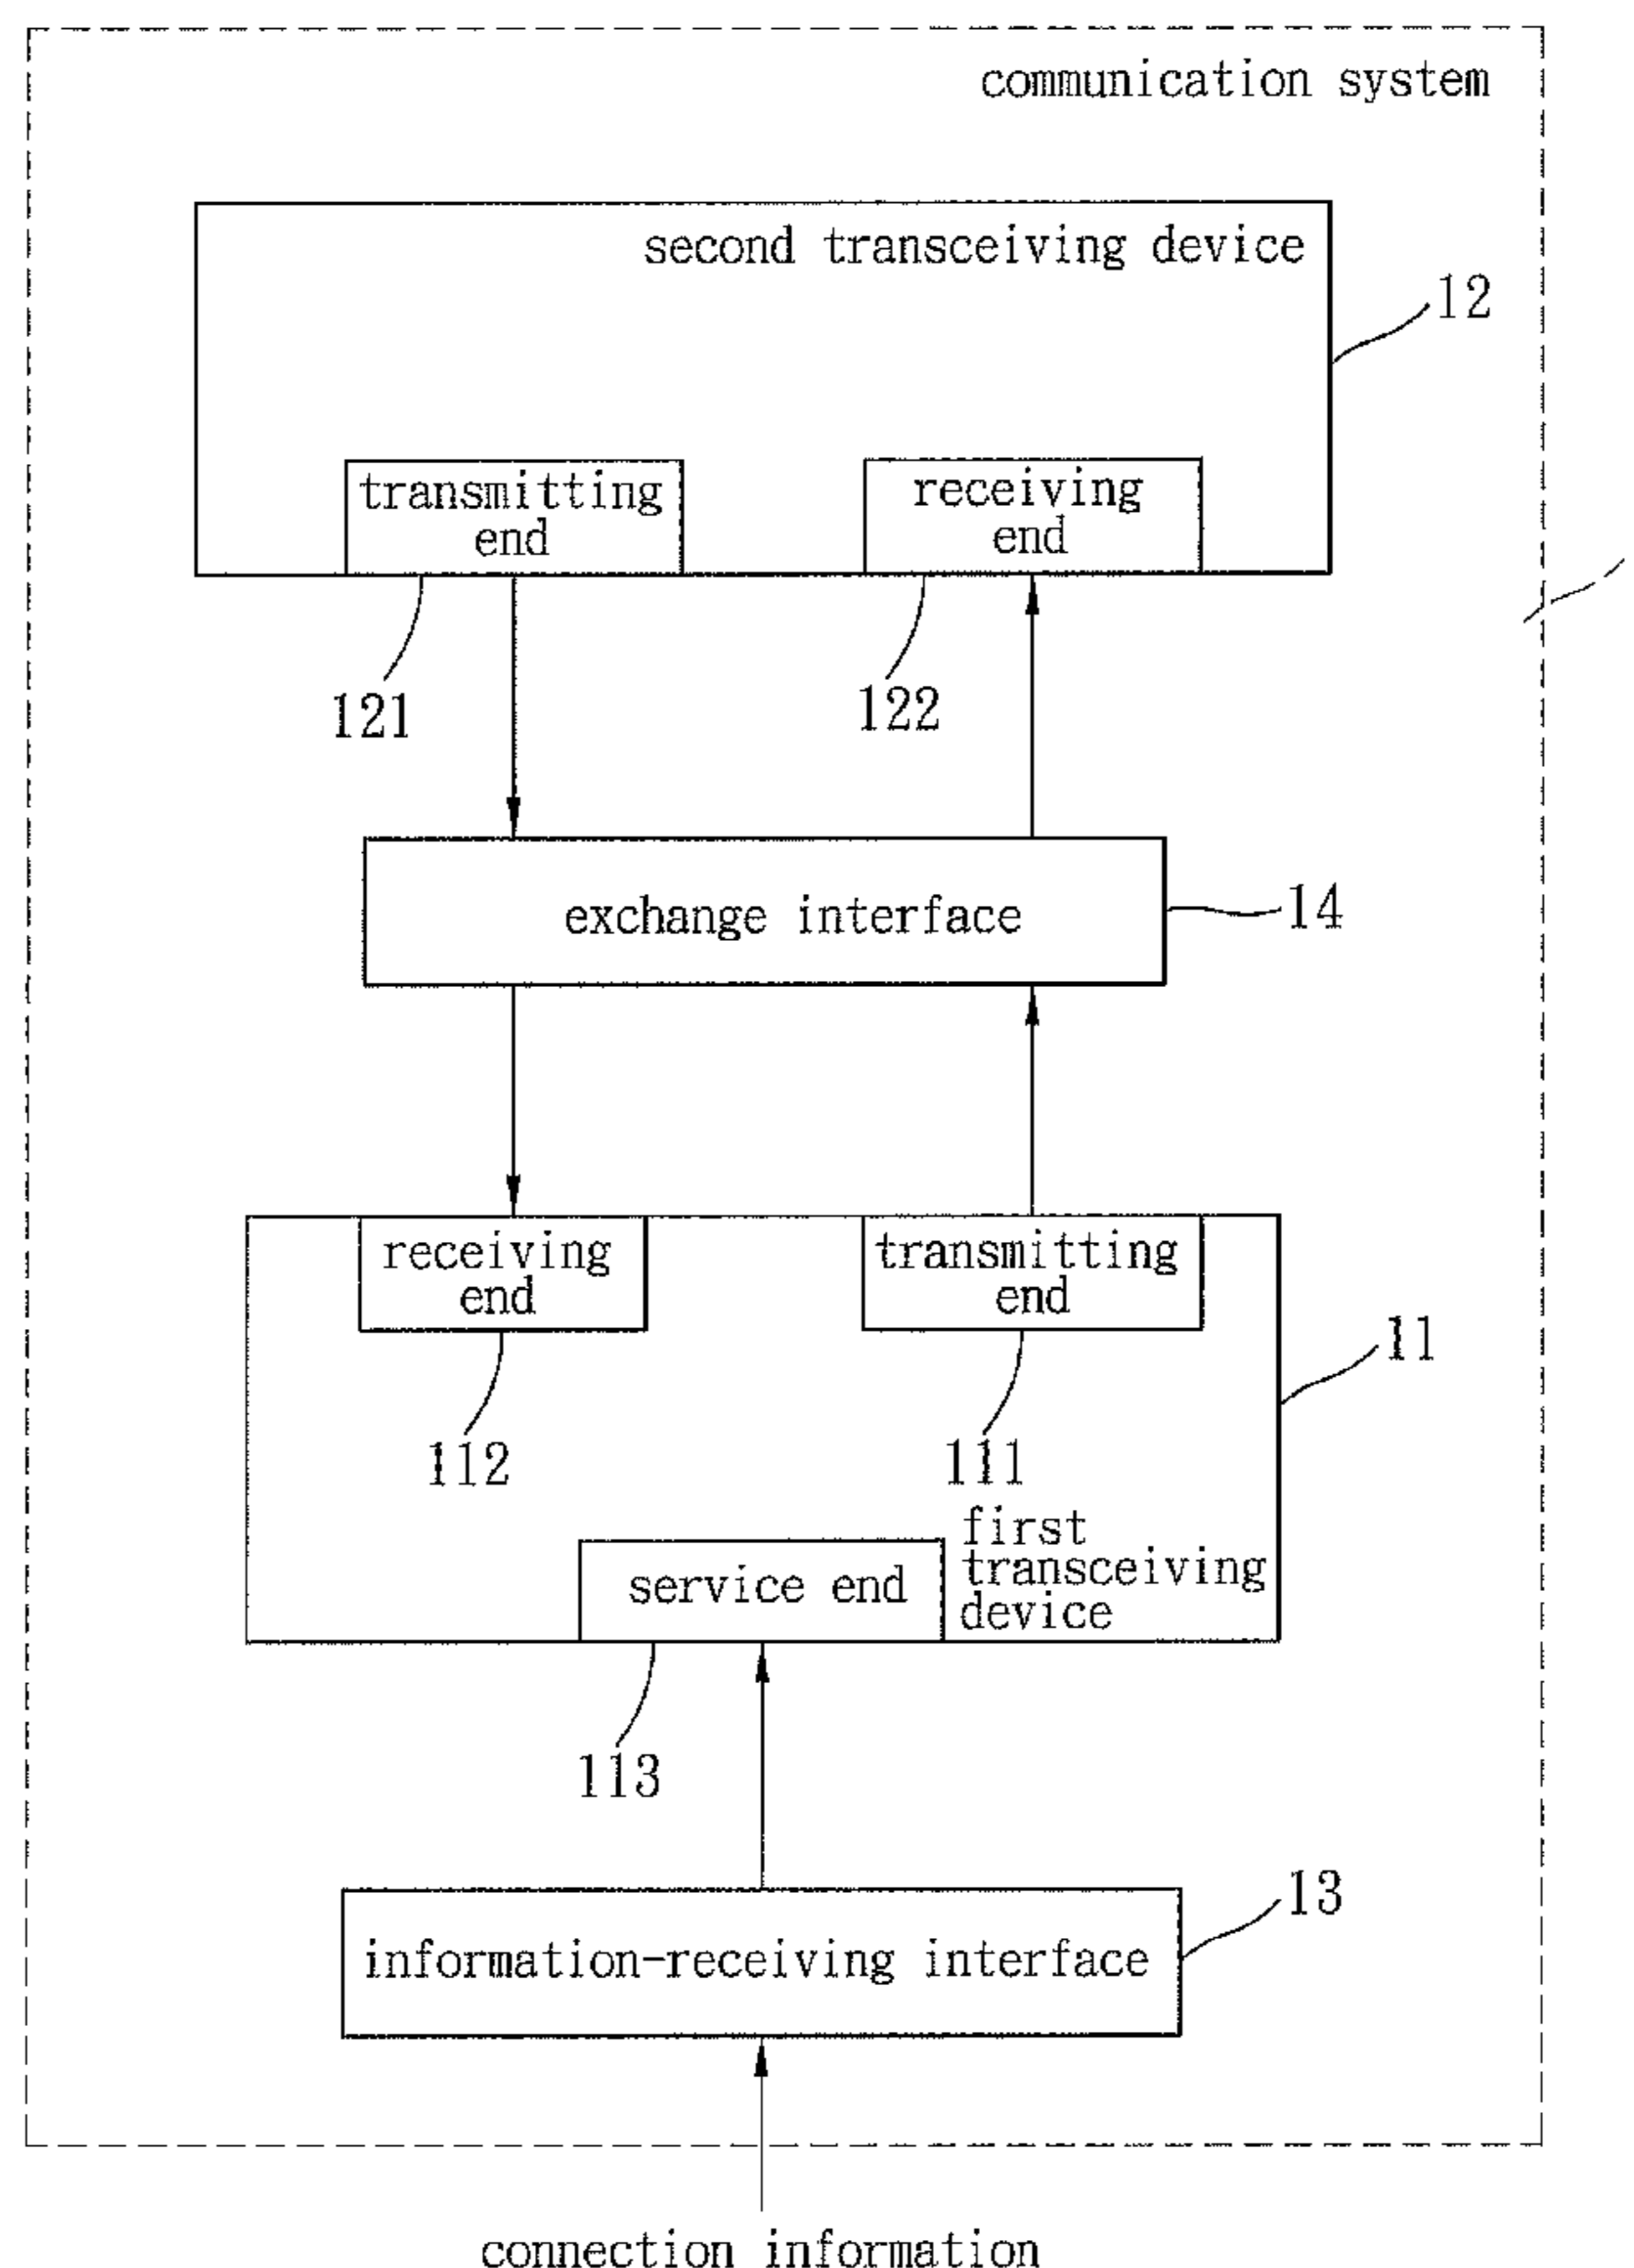 communication system
second transceiving device
12
transmitting
end
receiving
end
121
122
exchange interface
14
receiving
end
transmitting
end
11
112
111
first
transceiving
device
service end
113
13
information-receiving interface
connection information